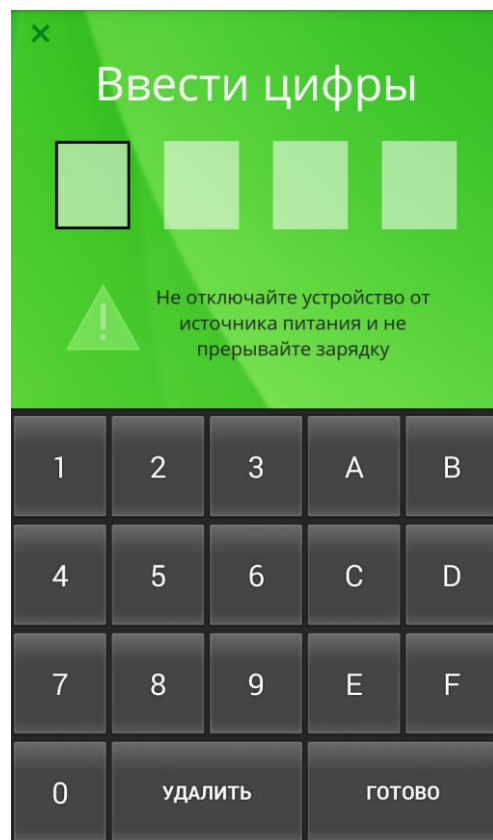 Ввести цифры
Не отключайте устройство от
источника питания и не
прерывайте зарядку
1 2 3 A B
4 5 6 C D
7 8 9 E F
0 УДАЛИТЬ ГОТОВО